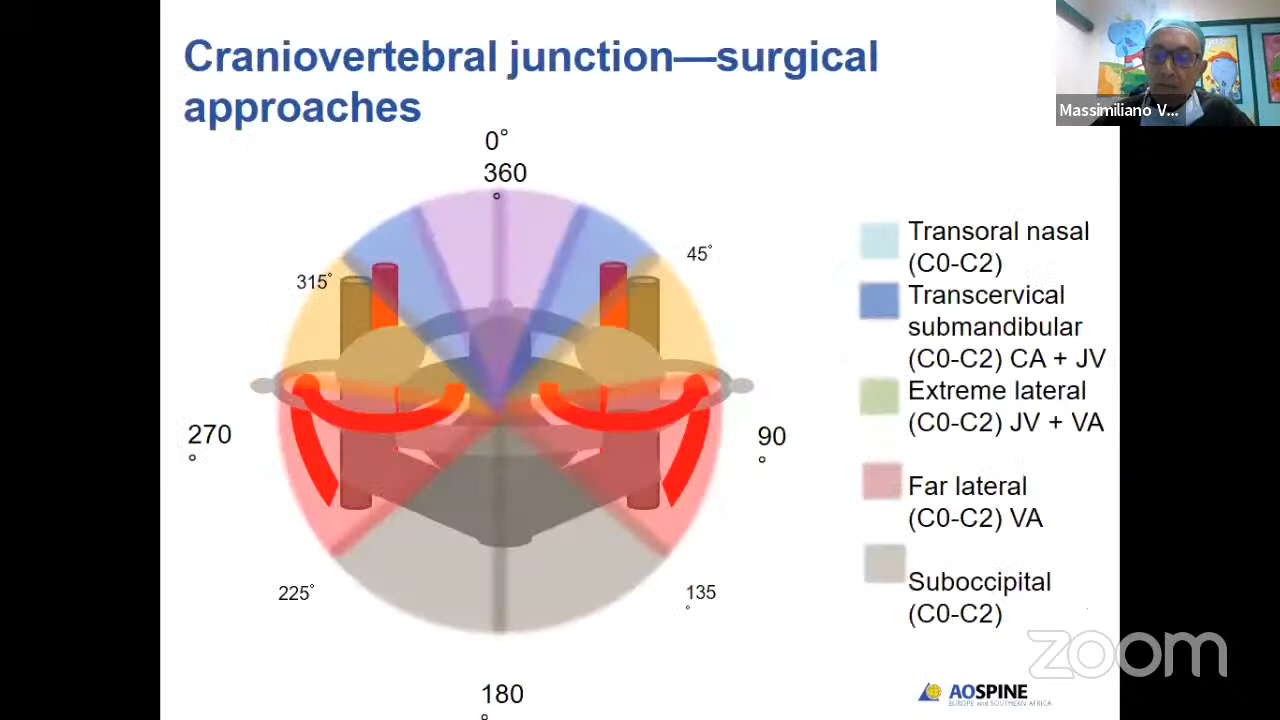 Craniovertebral junction—surgical
approaches
Massimiliano V...
0°
360
°
45°
315°
270
°
90
°
225°
135
°
180
°
Transoral nasal
(C0-C2)
Transcervical
submandibular
(C0-C2) CA + JV
Extreme lateral
(C0-C2) JV + VA
Far lateral
(C0-C2) VA
Suboccipital
(C0-C2)
zoom
AOSPINE
EUROPE and SOUTHERN AFRICA